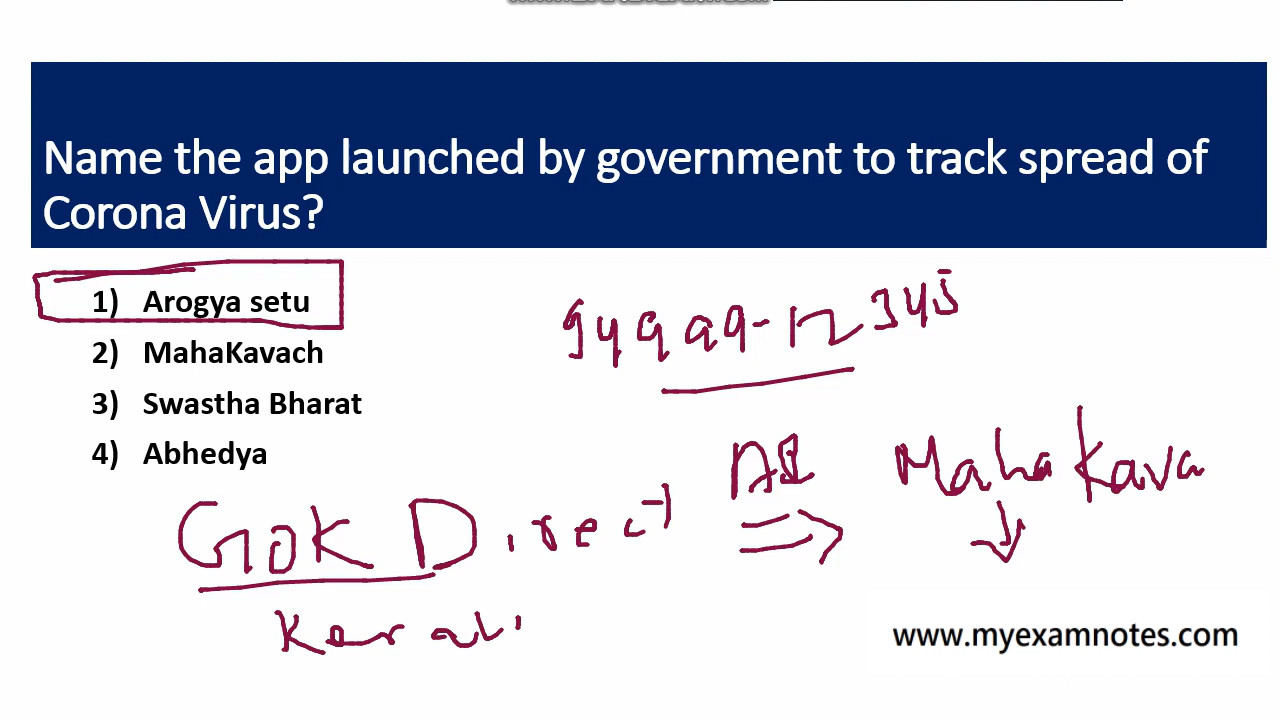 Name the app launched by government to track spread of
Corona Virus?
1) Arogya setu
2) MahaKavach
3) Swastha Bharat
4) Abhedya
94999-12345
MahaKava
GOK Direct
Keral
www.myexamnotes.com